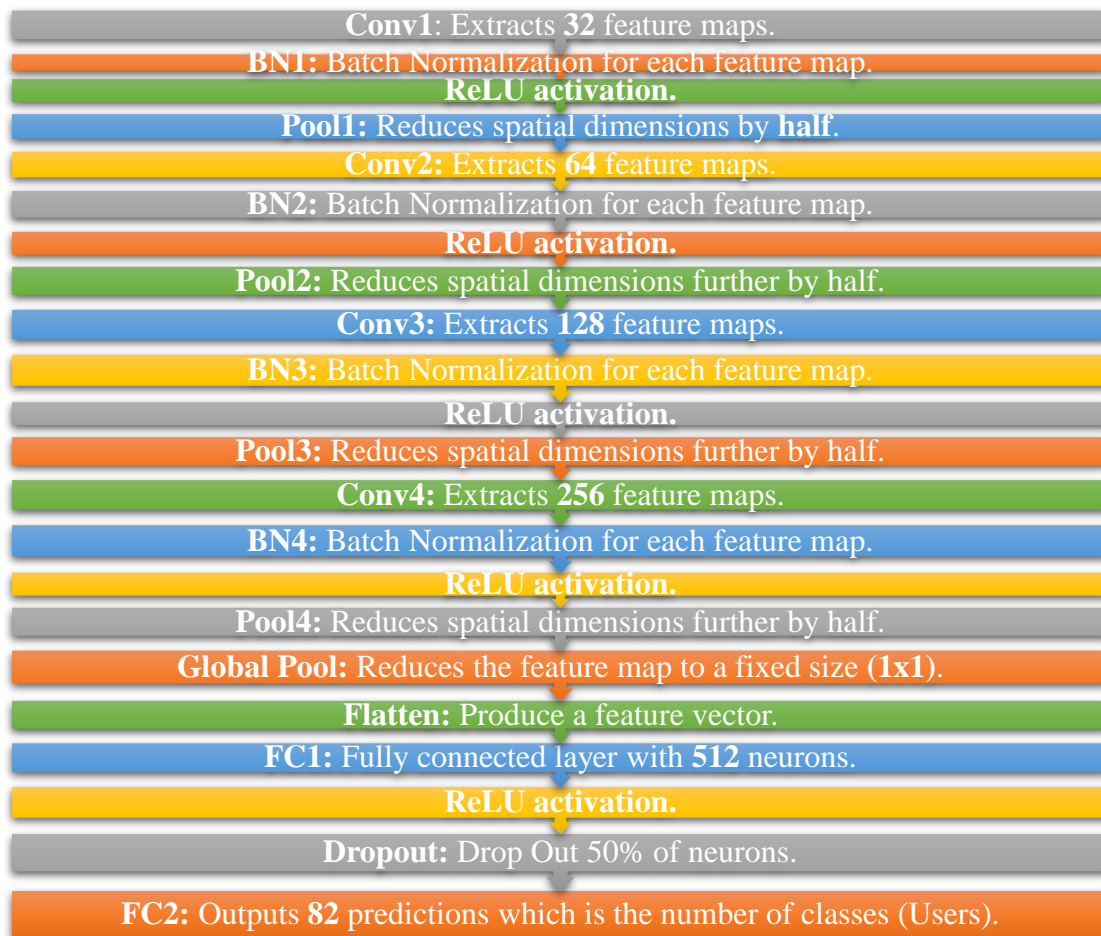 Conv1: Extracts 32 feature maps.
BN1: Batch Normalization for each feature map.
ReLU activation.
Pool1: Reduces spatial dimensions by half.
Conv2: Extracts 64 feature maps.
BN2: Batch Normalization for each feature map.
ReLU activation.
Pool2: Reduces spatial dimensions further by half.
Conv3: Extracts 128 feature maps.
BN3: Batch Normalization for each feature map.
ReLU activation.
Pool3: Reduces spatial dimensions further by half.
Conv4: Extracts 256 feature maps.
BN4: Batch Normalization for each feature map.
ReLU activation.
Pool4: Reduces spatial dimensions further by half.
Global Pool: Reduces the feature map to a fixed size (1x1).
Flatten: Produce a feature vector.
FC1: Fully connected layer with 512 neurons.
ReLU activation.
Dropout: Drop Out 50% of neurons.
FC2: Outputs 82 predictions which is the number of classes (Users).